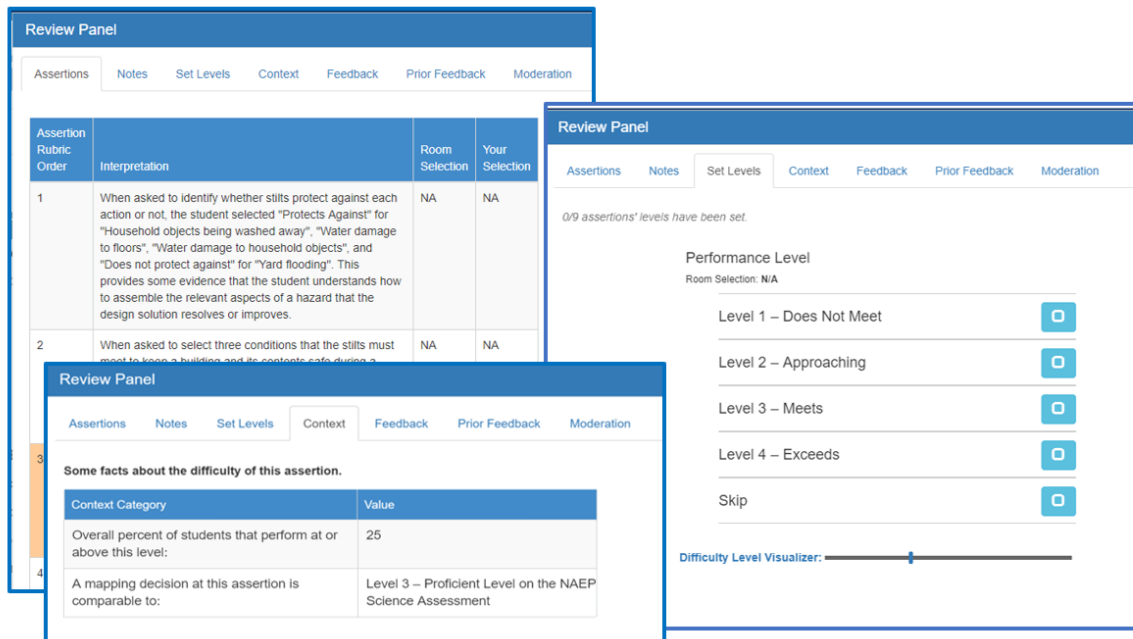 Review Panel
Assertions Notes Set Levels Context Feedback Prior Feedback Moderation
Assertion
Rubric
Order
Interpretation
Room
Selection
Your
Selection
1
When asked to identify whether stilts protect against each
action or not, the student selected "Protects Against" for
"Household objects being washed away", "Water damage
to floors", "Water damage to household objects", and
"Does not protect against" for "Yard flooding". This
provides some evidence that the student understands how
to assemble the relevant aspects of a hazard that the
design solution resolves or improves.
NA
NA
2
When asked to select three conditions that the stilts must
meet to keep a building and its contents safe during a
NA
NA
3
4
Review Panel
Assertions Notes Set Levels Context Feedback Prior Feedback Moderation
0/9 assertions' levels have been set.
Performance Level
Room Selection: N/A
Level 1 – Does Not Meet
Level 2 – Approaching
Level 3 – Meets
Level 4 – Exceeds
Skip
Difficulty Level Visualizer:
Review Panel
Assertions Notes Set Levels Context Feedback Prior Feedback Moderation
Some facts about the difficulty of this assertion.
Context Category Value
Overall percent of students that perform at or
above this level:
25
A mapping decision at this assertion is
comparable to:
Level 3 – Proficient Level on the NAEP
Science Assessment